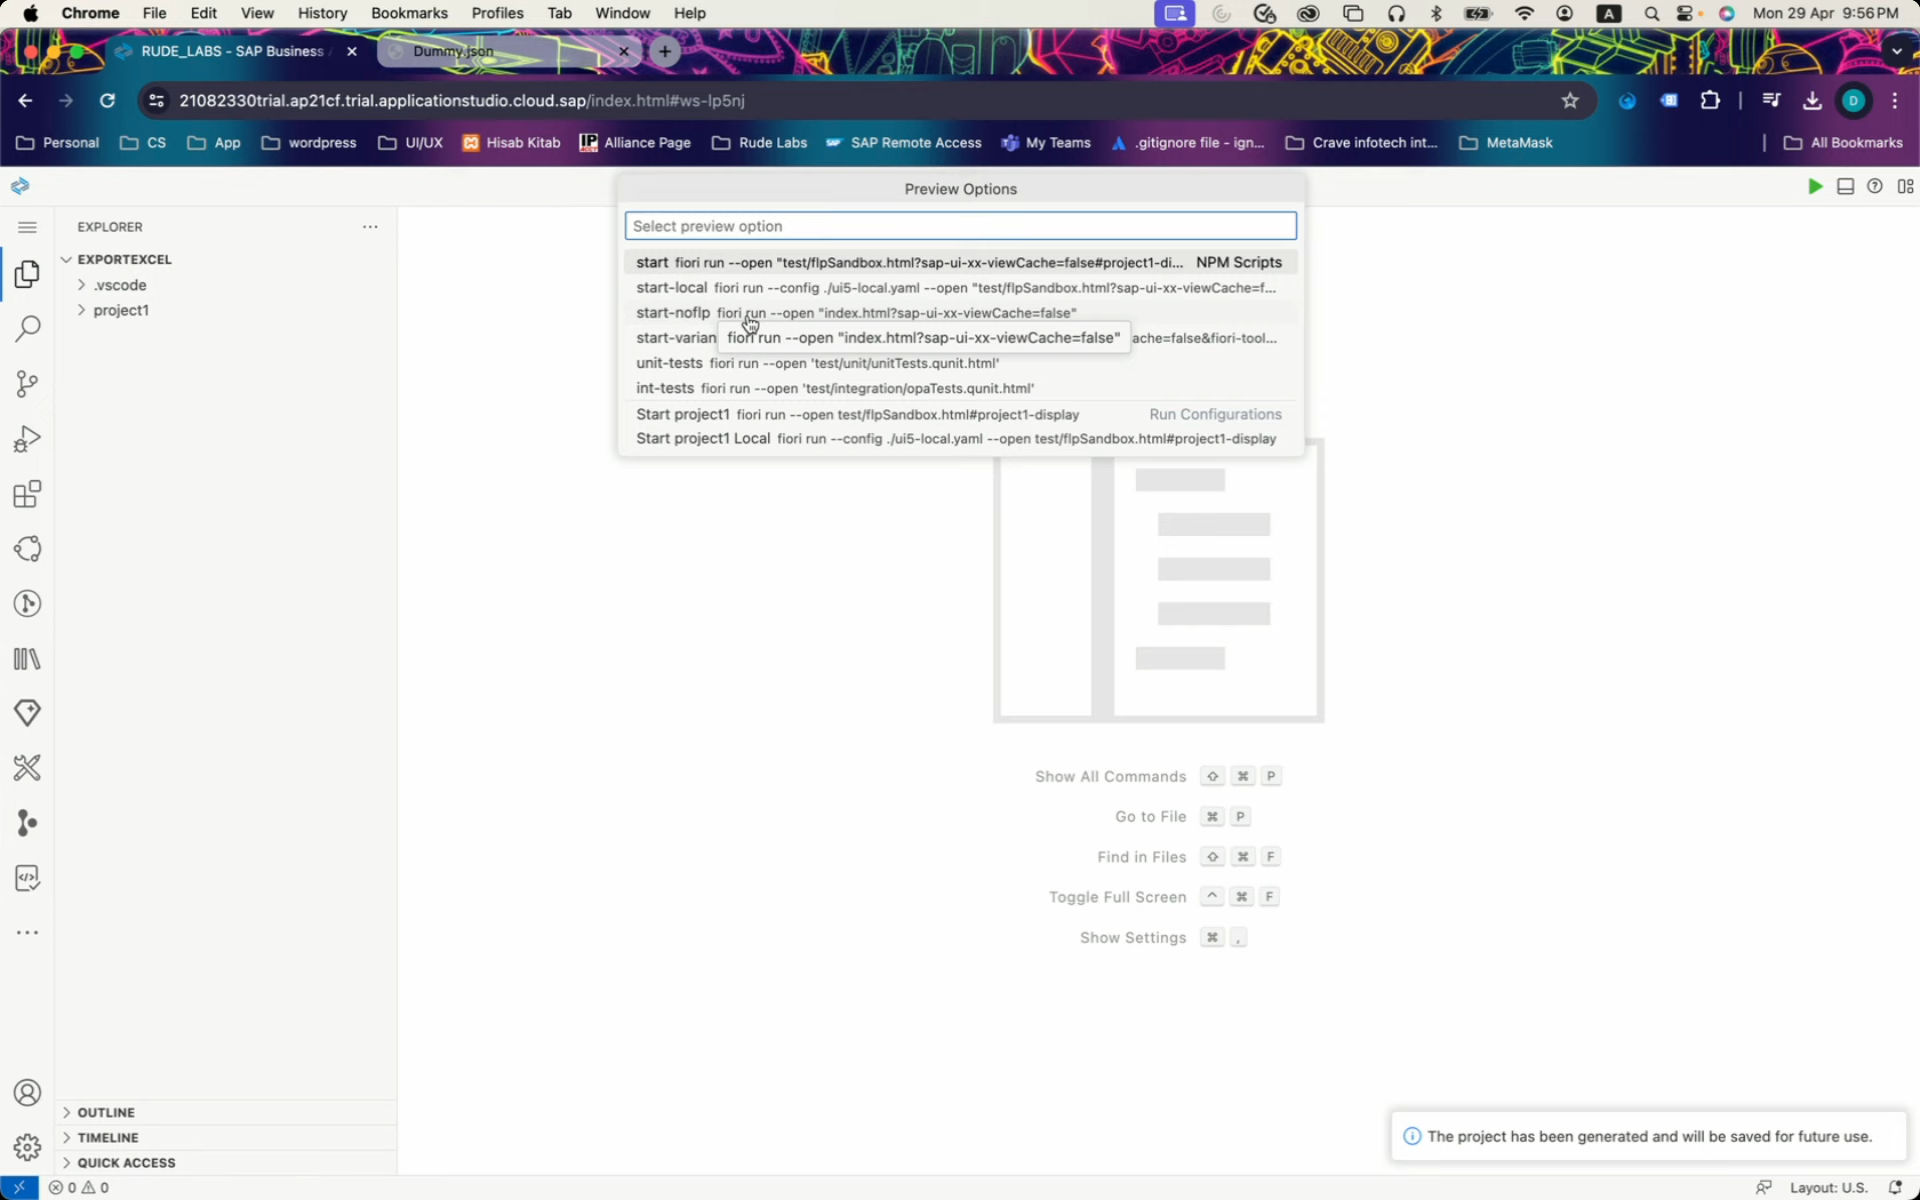 Chrome File Edit View History Bookmarks Profiles Tab Window Help A Mon 29 Apr 9:56 PM
RUDE_LABS - SAP Business Dummy.json
21082330trial.ap21cf.trial.applicationstudio.cloud.sap/index.html#ws-lp5nj D
Personal CS App wordpress UI/UX Hisab Kitab Alliance Page Rude Labs SAP Remote Access My Teams .gitignore file - ign... Crave infotech int... MetaMask All Bookmarks
Preview Options
EXPLORER
Select preview option
EXPORTEXCEL
.vscode
project1
start fiori run --open "test/flpSandbox.html?sap-ui-xx-viewCache=false#project1-di... NPM Scripts
start-local fiori run --config ./ui5-local.yaml --open "test/flpSandbox.html?sap-ui-xx-viewCache=f...
start-noflp fiori run --open "index.html?sap-ui-xx-viewCache=false"
start-varian fiori run --open "index.html?sap-ui-xx-viewCache=false" ache=false&fiori-tool...
unit-tests fiori run --open 'test/unit/unitTests.qunit.html'
int-tests fiori run --open 'test/integration/opaTests.qunit.html'
Start project1 fiori run --open test/flpSandbox.html#project1-display Run Configurations
Start project1 Local fiori run --config ./ui5-local.yaml --open test/flpSandbox.html#project1-display
Show All Commands ⇧ ⌘ P
Go to File ⌘ P
Find in Files ⇧ ⌘ F
Toggle Full Screen ^ ⌘ F
Show Settings ⌘ ,
OUTLINE
TIMELINE
QUICK ACCESS
The project has been generated and will be saved for future use.
0 0 Layout: U.S.